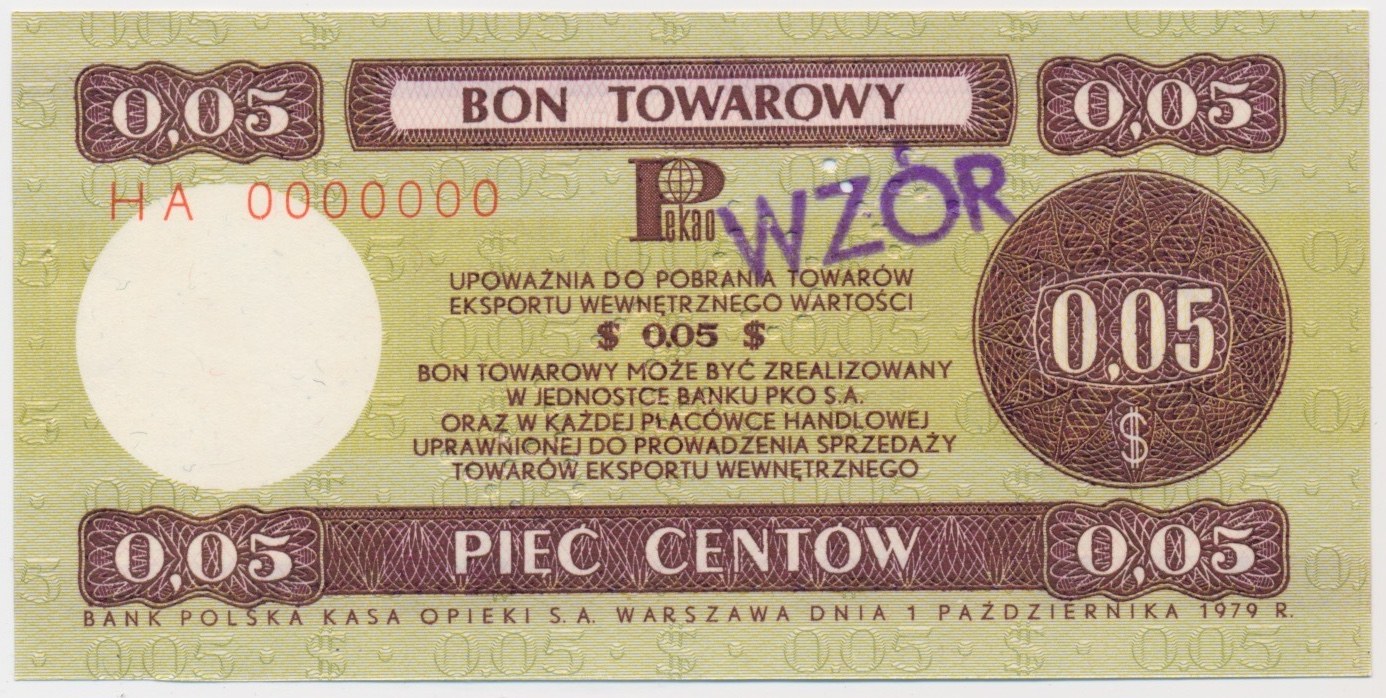 0,05 BON TOWAROWY 0,05
HA 0000000
Pekao
WZÓR
UPOWAŻNIA DO POBRANIA TOWARÓW
EKSPORTU WEWNĘTRZNEGO WARTOŚCI
$ 0.05 $
BON TOWAROWY MOŻE BYĆ ZREALIZOWANY
W JEDNOSTCE BANKU PKO S.A.
ORAZ W KAŻDEJ PLACÓWCE HANDLOWEJ
UPRAWNIONEJ DO PROWADZENIA SPRZEDAŻY
TOWARÓW EKSPORTU WEWNĘTRZNEGO
0,05
$
0,05 PIĘĆ CENTÓW 0,05
BANK POLSKA KASA OPIEKI S.A. WARSZAWA DNIA 1 PAŹDZIERNIKA 1979 R.